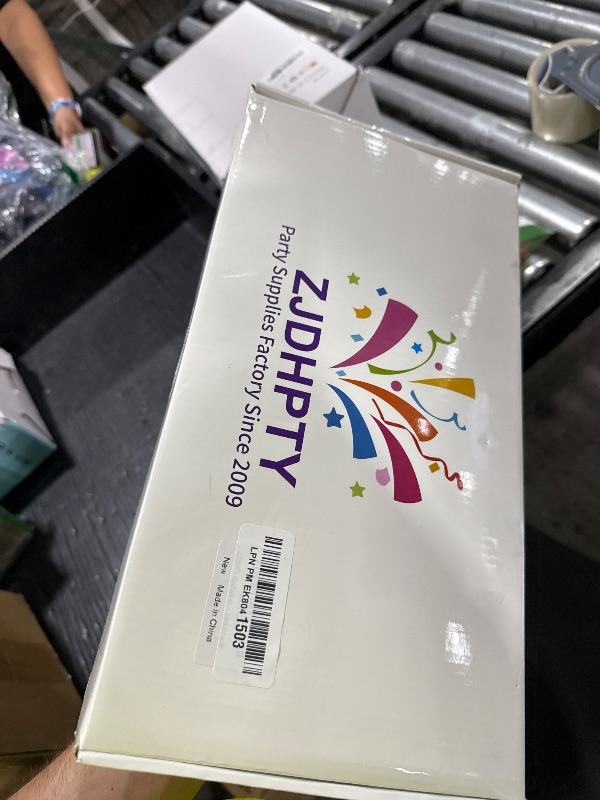 ZJDHPTY
Party Supplies Factory Since 2009
LPN PM EK804 1503
New Made in China